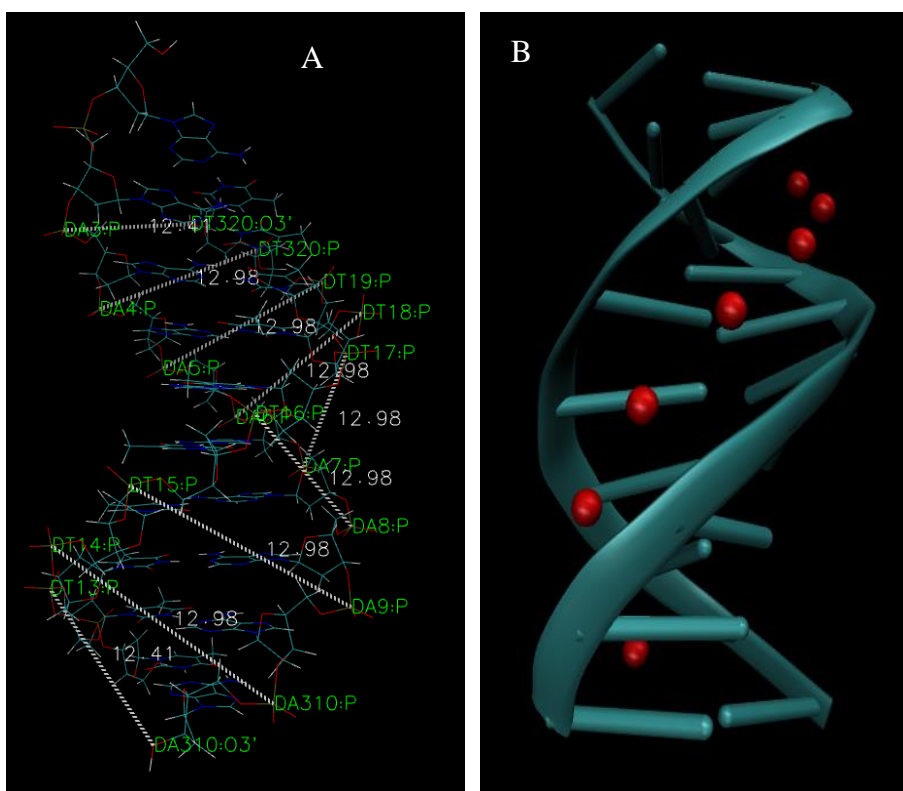 A
B
DA3:P
12.41
DT320:O3'
DT320:P
12.98
DA4:P
DT19:P
12.98
DA5:P
DT18:P
12.98
DT17:P
DT16:P
12.98
DA7:P
12.98
DT15:P
DA8:P
DT14:P
12.98
DT13:P
DA9:P
12.98
12.41
DA310:P
DA310:O3'